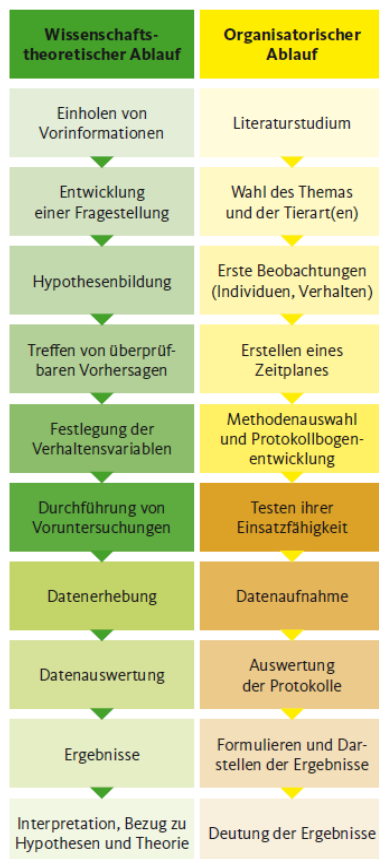 Wissenschafts-
theoretischer Ablauf
Organisatorischer
Ablauf
Einholen von
Vorinformationen
Literaturstudium
Entwicklung
einer Fragestellung
Wahl des Themas
und der Tierart(en)
Hypothesenbildung
Erste Beobachtungen
(Individuen, Verhalten)
Treffen von überprüf-
baren Vorhersagen
Erstellen eines
Zeitplanes
Festlegung der
Verhaltensvariablen
Methodenauswahl
und Protokollbogen-
entwicklung
Durchführung von
Voruntersuchungen
Testen ihrer
Einsatzfähigkeit
Datenerhebung
Datenaufnahme
Datenauswertung
Auswertung
der Protokolle
Ergebnisse
Formulieren und Dar-
stellen der Ergebnisse
Interpretation, Bezug zu
Hypothesen und Theorie
Deutung der Ergebnisse